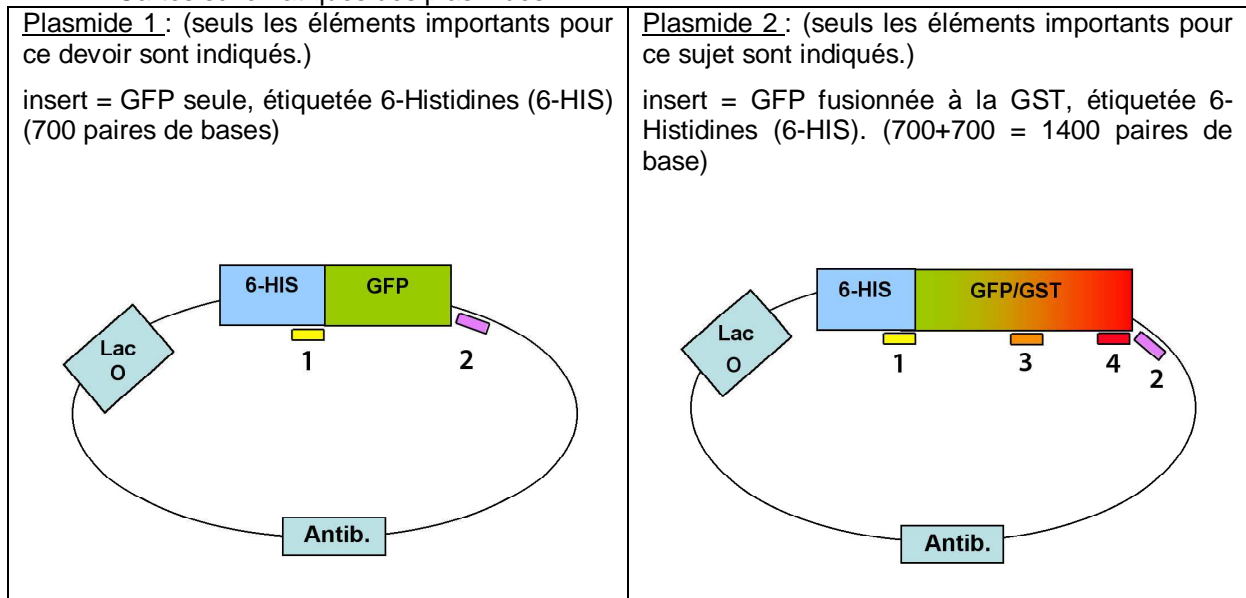 Plasmide 1 : (seuls les éléments importants pour
ce devoir sont indiqués.)
insert = GFP seule, étiquetée 6-Histidines (6-HIS)
(700 paires de bases)
6-HIS
GFP
Lac
O
1
2
Antib.
Plasmide 2 : (seuls les éléments importants pour
ce sujet sont indiqués.)
insert = GFP fusionnée à la GST, étiquetée 6-
Histidines (6-HIS). (700+700 = 1400 paires de
base)
6-HIS
GFP/GST
Lac
O
1
3
4
2
Antib.